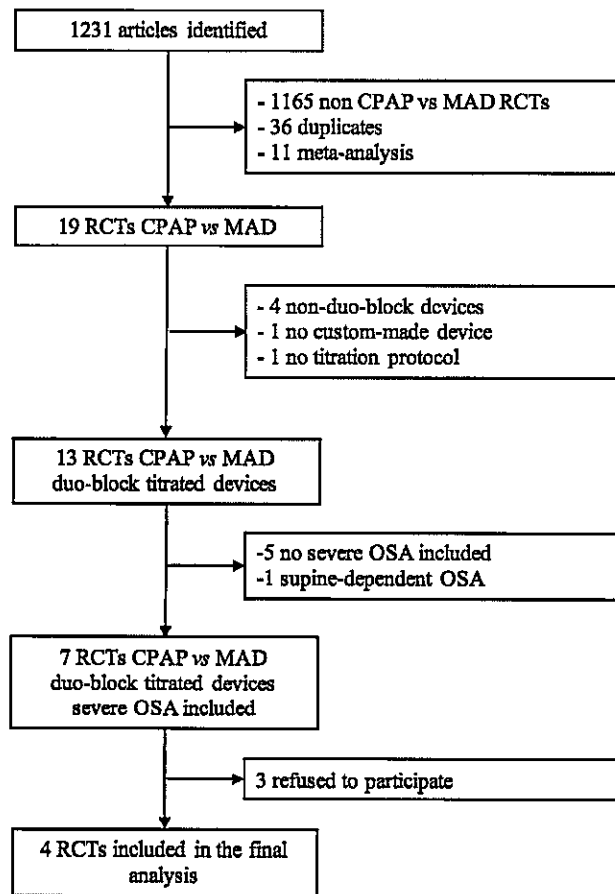 1231 articles identified
- 1165 non CPAP vs MAD RCTs
- 36 duplicates
- 11 meta-analysis
19 RCTs CPAP vs MAD
- 4 non-duo-block devices
- 1 no custom-made device
- 1 no titration protocol
13 RCTs CPAP vs MAD
duo-block titrated devices
-5 no severe OSA included
-1 supine-dependent OSA
7 RCTs CPAP vs MAD
duo-block titrated devices
severe OSA included
3 refused to participate
4 RCTs included in the final
analysis